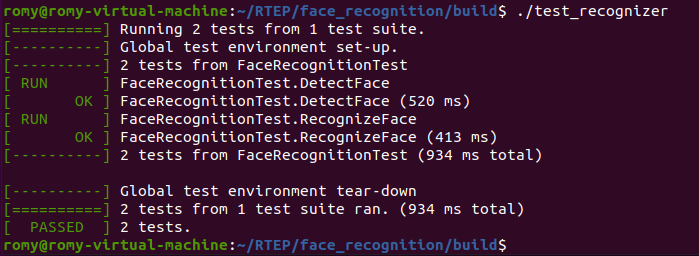 romy@romy-virtual-machine:~/RTEP/face_recognition/build$ ./test_recognizer
[==========] Running 2 tests from 1 test suite.
[----------] Global test environment set-up.
[----------] 2 tests from FaceRecognitionTest
[ RUN      ] FaceRecognitionTest.DetectFace
[       OK ] FaceRecognitionTest.DetectFace (520 ms)
[ RUN      ] FaceRecognitionTest.RecognizeFace
[       OK ] FaceRecognitionTest.RecognizeFace (413 ms)
[----------] 2 tests from FaceRecognitionTest (934 ms total)

[----------] Global test environment tear-down
[==========] 2 tests from 1 test suite ran. (934 ms total)
[  PASSED  ] 2 tests.
romy@romy-virtual-machine:~/RTEP/face_recognition/build$